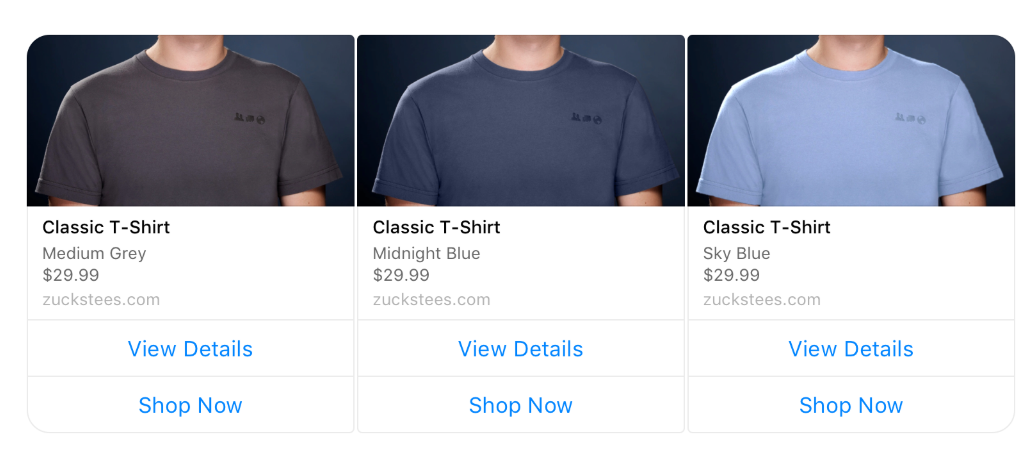 Classic T-Shirt
Medium Grey
$29.99
zuckstees.com
View Details
Shop Now
Classic T-Shirt
Midnight Blue
$29.99
zuckstees.com
View Details
Shop Now
Classic T-Shirt
Sky Blue
$29.99
zuckstees.com
View Details
Shop Now